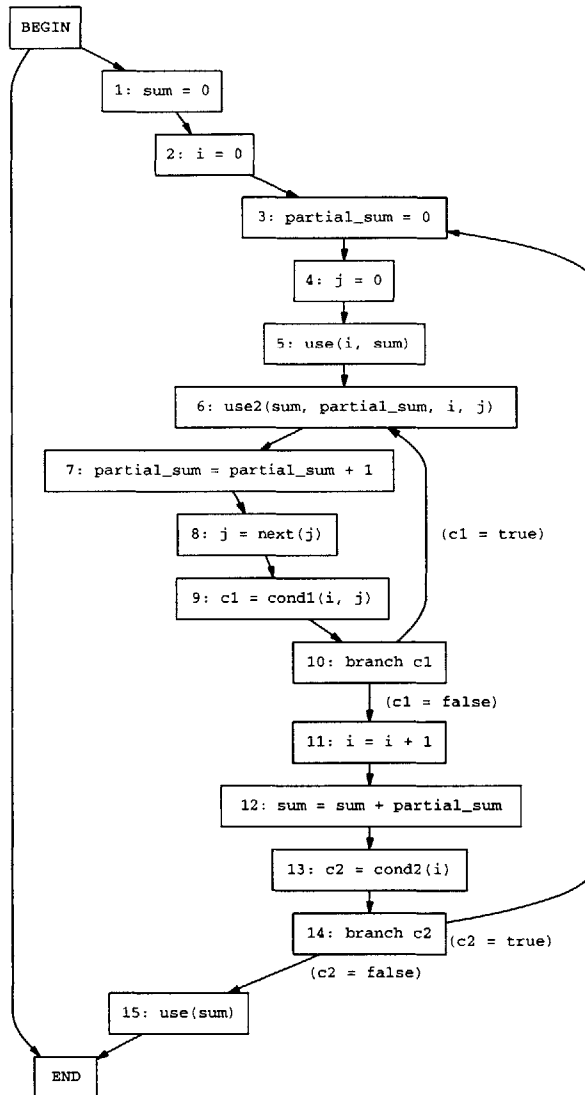 BEGIN
1: sum = 0
2: i = 0
3: partial_sum = 0
4: j = 0
5: use(i, sum)
6: use2(sum, partial_sum, i, j)
7: partial_sum = partial_sum + 1
8: j = next(j)
(c1 = true)
9: c1 = cond1(i, j)
10: branch c1
(c1 = false)
11: i = i + 1
12: sum = sum + partial_sum
13: c2 = cond2(i)
14: branch c2
(c2 = true)
(c2 = false)
15: use(sum)
END